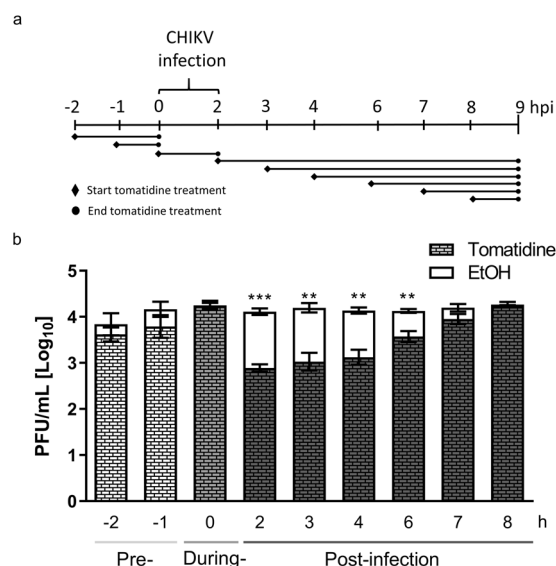 a
CHIKV
infection
-2 -1 0 2 3 4 6 7 8 9 hpi
Start tomatidine treatment
End tomatidine treatment
b
Tomatidine
EtOH
*** ** ** **
PFU/mL [Log10]
5
4
3
2
1
0
-2 -1 0 2 3 4 6 7 8 h
Pre- During- Post-infection